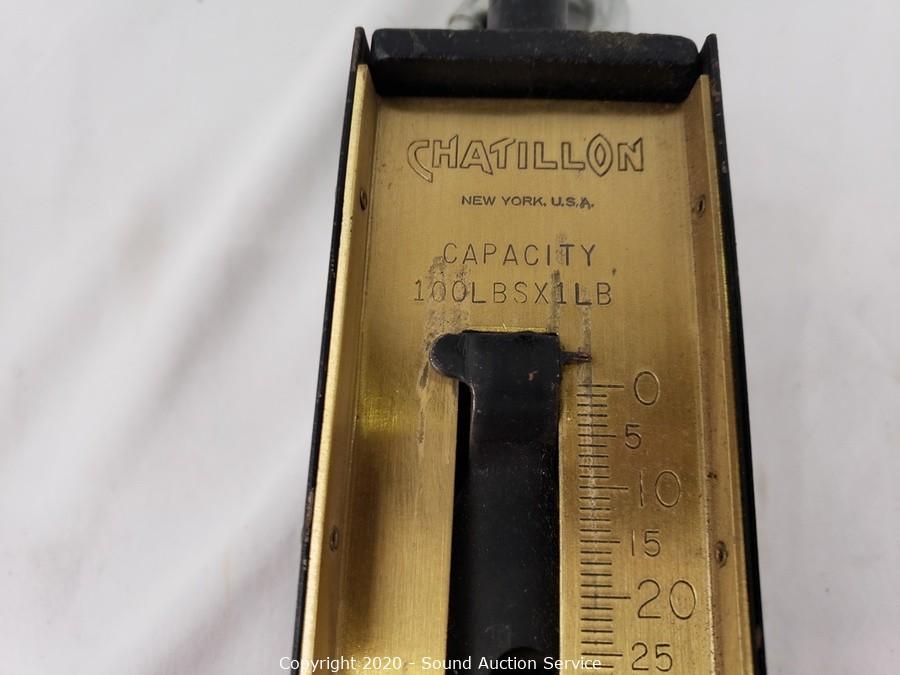 CHATILLON
NEW YORK, U.S.A.
CAPACITY
100LBSX1LB
0
5
10
15
20
25
Copyright 2020 - Sound Auction Service